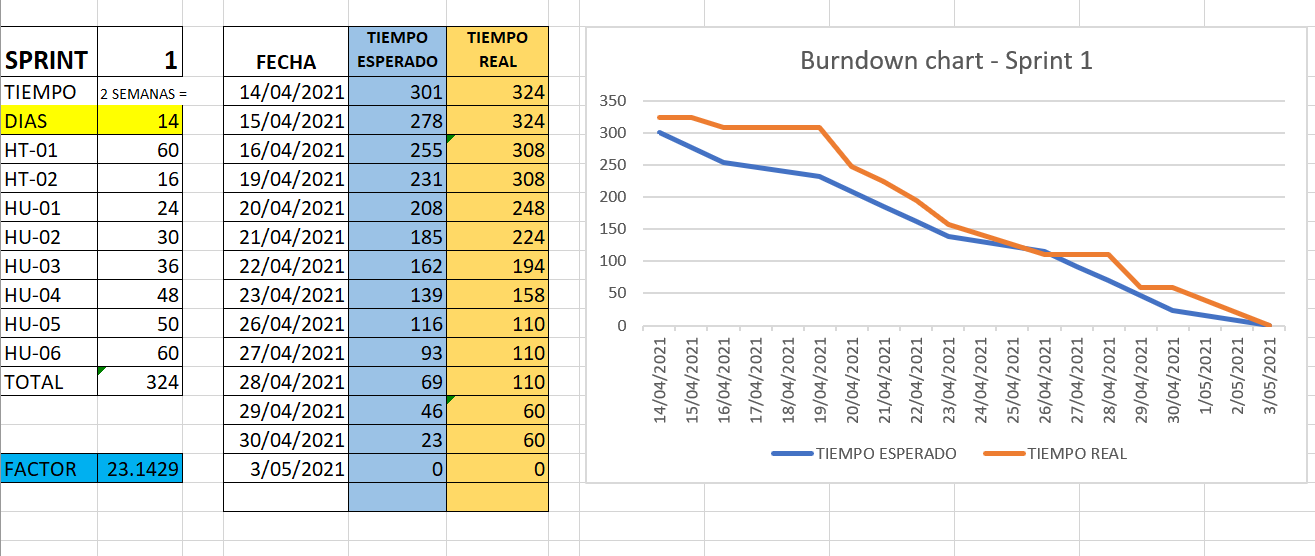 SPRINT 1
TIEMPO 2 SEMANAS =
DIAS 14
HT-01 60
HT-02 16
HU-01 24
HU-02 30
HU-03 36
HU-04 48
HU-05 50
HU-06 60
TOTAL 324
FACTOR 23.1429
FECHA TIEMPO ESPERADO TIEMPO REAL
14/04/2021 301 324
15/04/2021 278 324
16/04/2021 255 308
19/04/2021 231 308
20/04/2021 208 248
21/04/2021 185 224
22/04/2021 162 194
23/04/2021 139 158
26/04/2021 116 110
27/04/2021 93 110
28/04/2021 69 110
29/04/2021 46 60
30/04/2021 23 60
3/05/2021 0 0
Burndown chart - Sprint 1
350
300
250
200
150
100
50
0
14/04/2021
15/04/2021
16/04/2021
17/04/2021
18/04/2021
19/04/2021
20/04/2021
21/04/2021
22/04/2021
23/04/2021
24/04/2021
25/04/2021
26/04/2021
27/04/2021
28/04/2021
29/04/2021
30/04/2021
1/05/2021
2/05/2021
3/05/2021
TIEMPO ESPERADO TIEMPO REAL